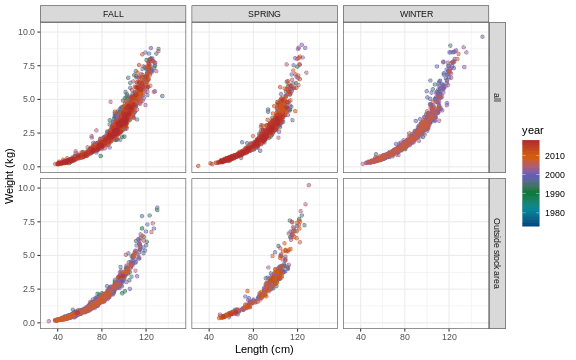 FALL SPRING WINTER
10.0
7.5
5.0
2.5
0.0
all
10.0
7.5
5.0
2.5
0.0
Outside stock area
Weight (kg)
40 80 120 40 80 120 40 80 120
Length (cm)
year
2010
2000
1990
1980